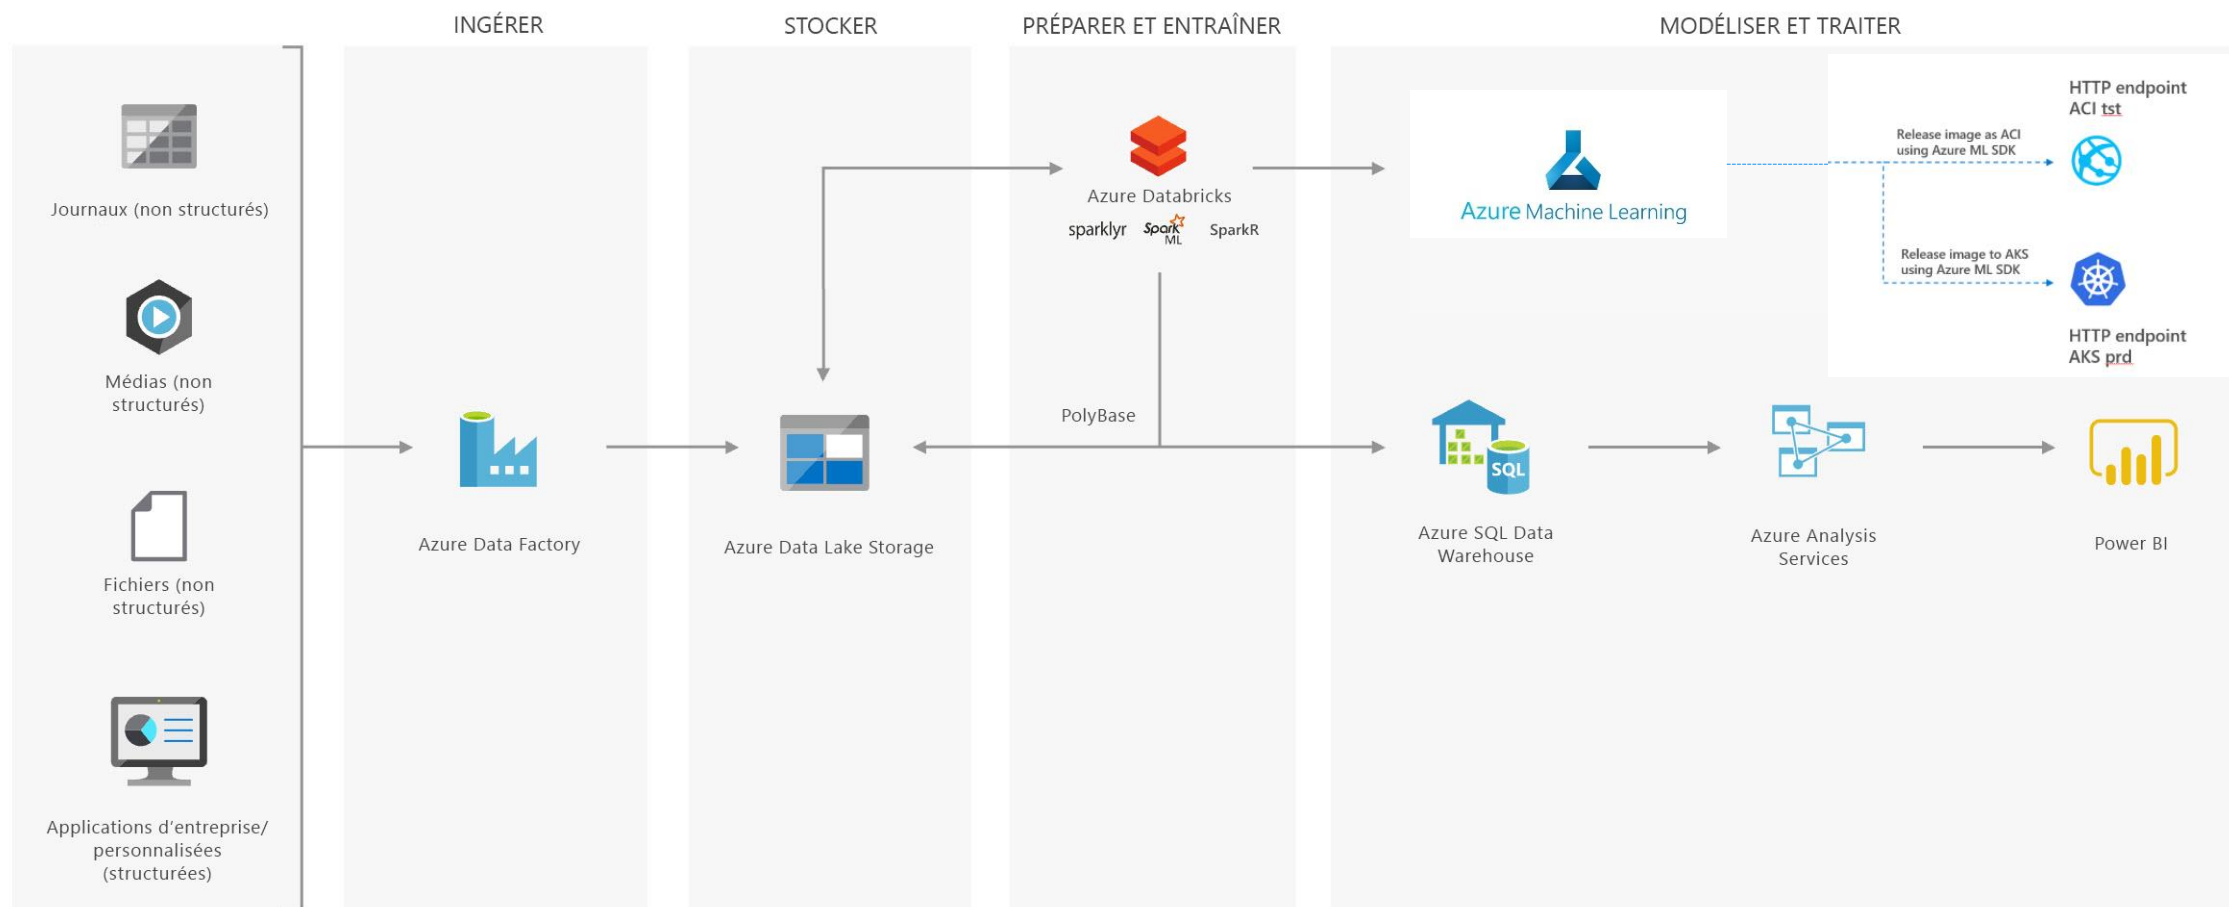 INGÉRER
STOCKER
PRÉPARER ET ENTRAÎNER
MODÉLISER ET TRAITER
Journaux (non structurés)
Médias (non
structurés)
Fichiers (non
structurés)
Applications d'entreprise/
personnalisées
(structurées)
Azure Data Factory
Azure Data Lake Storage
Azure Databricks
sparklyr
Spark
ML
SparkR
PolyBase
Azure Machine Learning
Release image as ACI
using Azure ML SDK
Release image to AKS
using Azure ML SDK
HTTP endpoint
ACI tst
HTTP endpoint
AKS prd
SQL
Azure SQL Data
Warehouse
Azure Analysis
Services
Power BI